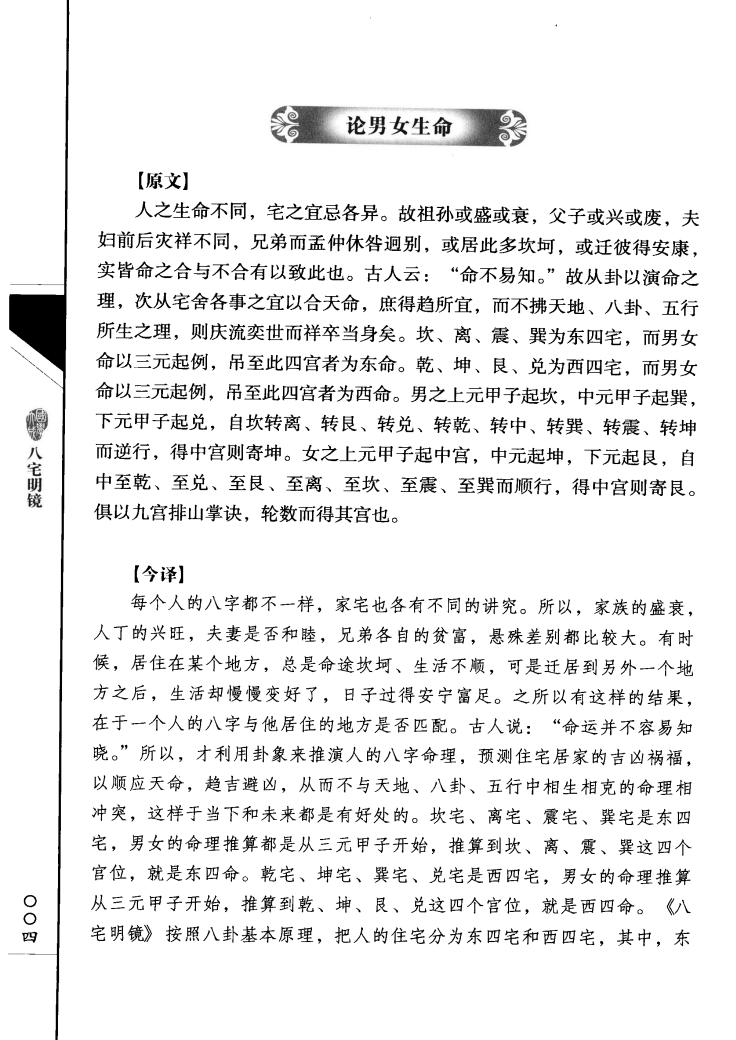 论男女生命
【原文】
人之生命不同，宅之宜忌各异。故祖孙或盛或衰，父子或兴或废，夫
妇前后灾祥不同，兄弟而孟仲休咎迥别，或居此多坎坷，或迁彼得安康，
实皆命之合与不合有以致此也。古人云：“命不易知。”故从卦以演命之
理，次从宅舍各事之宜以合天命，庶得趋所宜，而不拂天地、八卦、五行
所生之理，则庆流奕世而祥卒当身矣。坎、离、震、巽为东四宅，而男女
命以三元起例，吊至此四宫者为东命。乾、坤、艮、兑为西四宅，而男女
命以三元起例，吊至此四宫者为西命。男之上元甲子起坎，中元甲子起巽，
下元甲子起兑，自坎转离、转艮、转兑、转乾、转中、转巽、转震、转坤
而逆行，得中宫则寄坤。女之上元甲子起中宫，中元起坤，下元起艮，自
中至乾、至兑、至艮、至离、至坎、至震、至巽而顺行，得中宫则寄艮。
俱以九宫排山掌诀，轮数而得其宫也。
【今译】
每个人的八字都不一样，家宅也各有不同的讲究。所以，家族的盛衰，
人丁的兴旺，夫妻是否和睦，兄弟各自的贫富，悬殊差别都比较大。有时
候，居住在某个地方，总是命途坎坷、生活不顺，可是迁居到另外一个地
方之后，生活却慢慢变好了，日子过得安宁富足。之所以有这样的结果，
在于一个人的八字与他居住的地方是否匹配。古人说：“命运并不容易知
晓。”所以，才利用卦象来推演人的八字命理，预测住宅居家的吉凶祸福，
以顺应天命，趋吉避凶，从而不与天地、八卦、五行中相生相克的命理相
冲突，这样于当下和未来都是有好处的。坎宅、离宅、震宅、巽宅是东四
宅，男女的命理推算都是从三元甲子开始，推算到坎、离、震、巽这四个
宫位，就是东四命。乾宅、坤宅、巽宅、兑宅是西四宅，男女的命理推算
从三元甲子开始，推算到乾、坤、艮、兑这四个宫位，就是西四命。《八
宅明镜》按照八卦基本原理，把人的住宅分为东四宅和西四宅，其中，东
八宅明镜
〇〇四